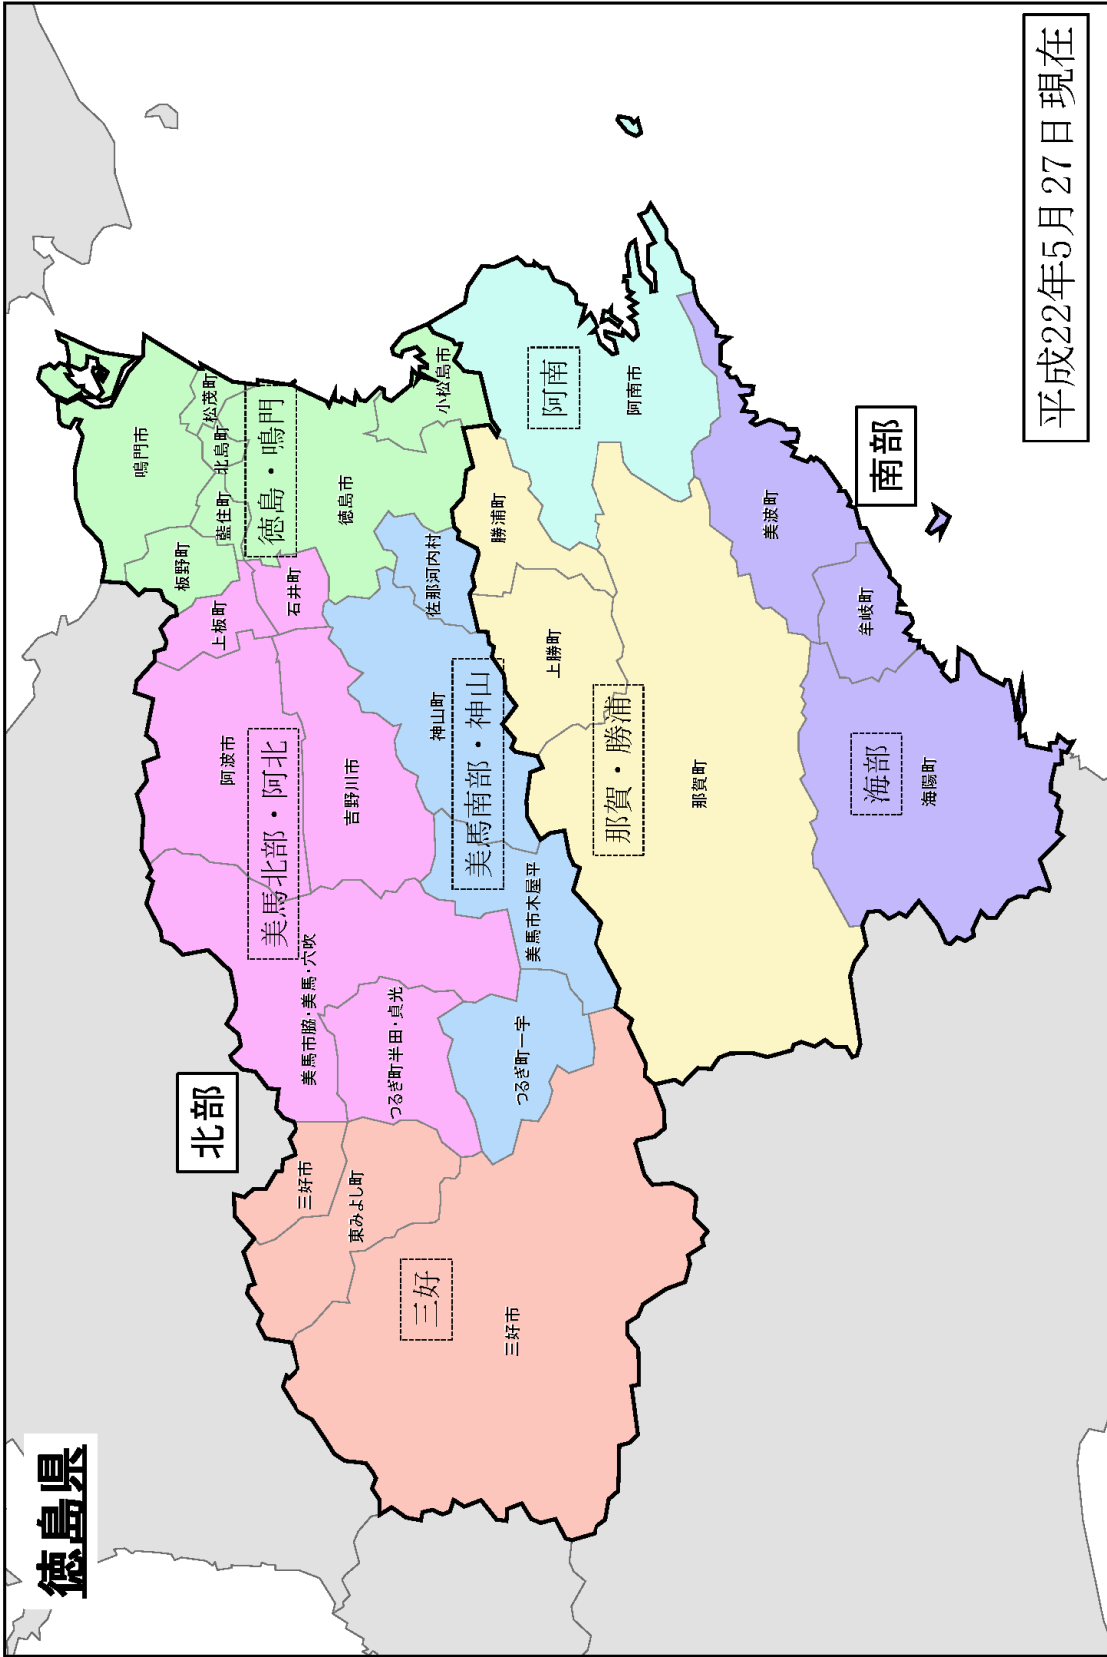 徳島県
北部
三好市
東みよし町
三好
三好市
美馬市脇・美馬・穴吹
つるぎ町半田・貞光
つるぎ町一宇
美馬市木屋平
美馬北部・阿北
阿波市
吉野川市
上板町
石井町
美馬南部・神山
神山町
佐那河内村
鳴門市
松茂町
北島町
藍住町
板野町
徳島・鳴門
徳島市
小松島市
阿南
阿南市
勝浦町
上勝町
那賀・勝浦
那賀町
南部
美波町
牟岐町
海部
海陽町
平成22年5月27日現在